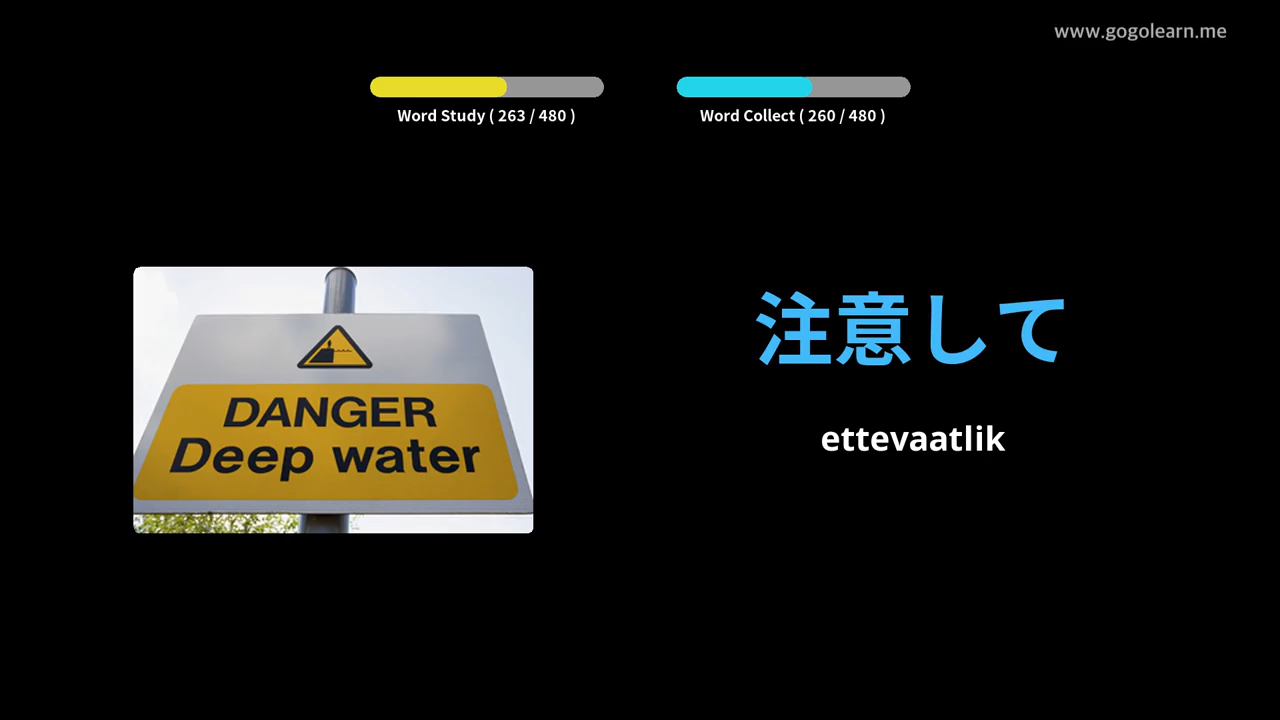 www.gogolearn.me
Word Study ( 263 / 480 )
Word Collect ( 260 / 480 )
DANGER
Deep water
注意して
ettevaatlik